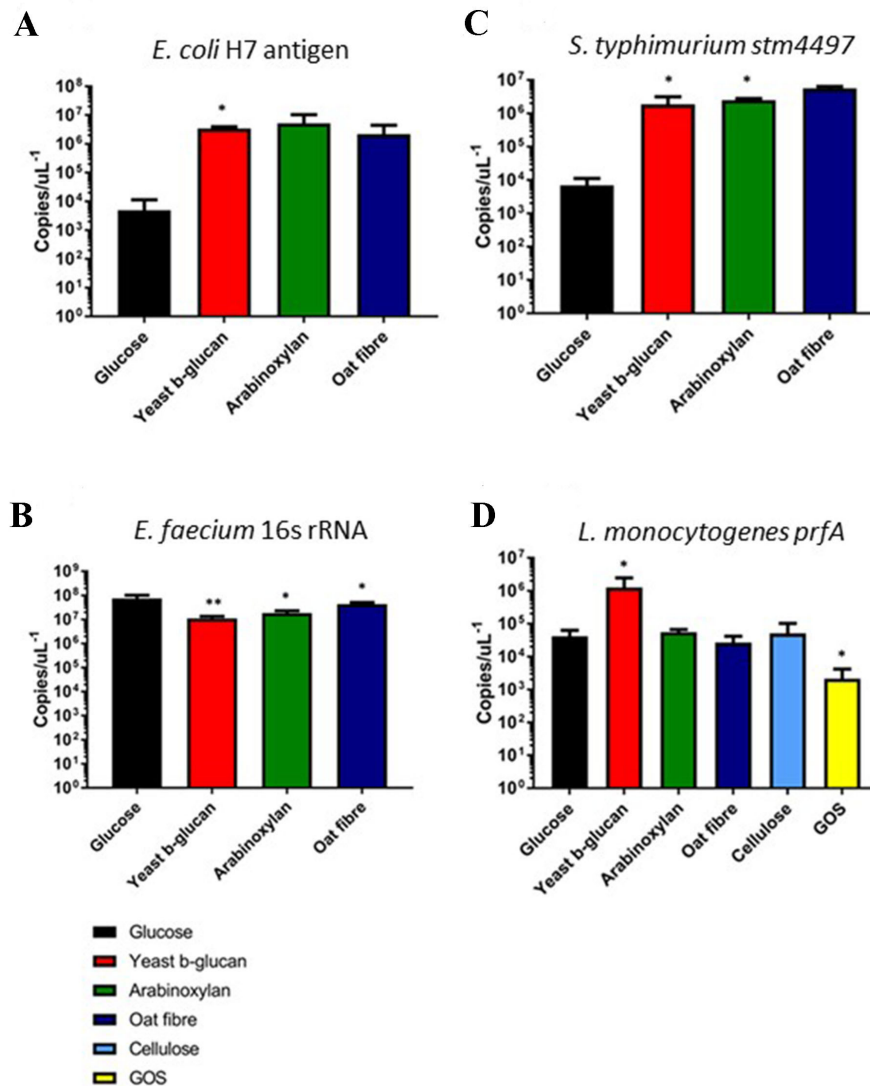 A
E. coli H7 antigen
Copies/uL⁻¹
10⁸
10⁷
10⁶
10⁵
10⁴
10³
10²
10¹
10⁰
*
Glucose
Yeast b-glucan
Arabinoxylan
Oat fibre
C
S. typhimurium stm4497
Copies/uL⁻¹
10⁷
10⁶
10⁵
10⁴
10³
10²
10¹
10⁰
* *
Glucose
Yeast b-glucan
Arabinoxylan
Oat fibre
B
E. faecium 16s rRNA
Copies/uL⁻¹
10⁹
10⁸
10⁷
10⁶
10⁵
10⁴
10³
10²
10¹
10⁰
** * *
Glucose
Yeast b-glucan
Arabinoxylan
Oat fibre
D
L. monocytogenes prfA
Copies/uL⁻¹
10⁷
10⁶
10⁵
10⁴
10³
10²
10¹
10⁰
* *
Glucose
Yeast b-glucan
Arabinoxylan
Oat fibre
Cellulose
GOS
Glucose
Yeast b-glucan
Arabinoxylan
Oat fibre
Cellulose
GOS